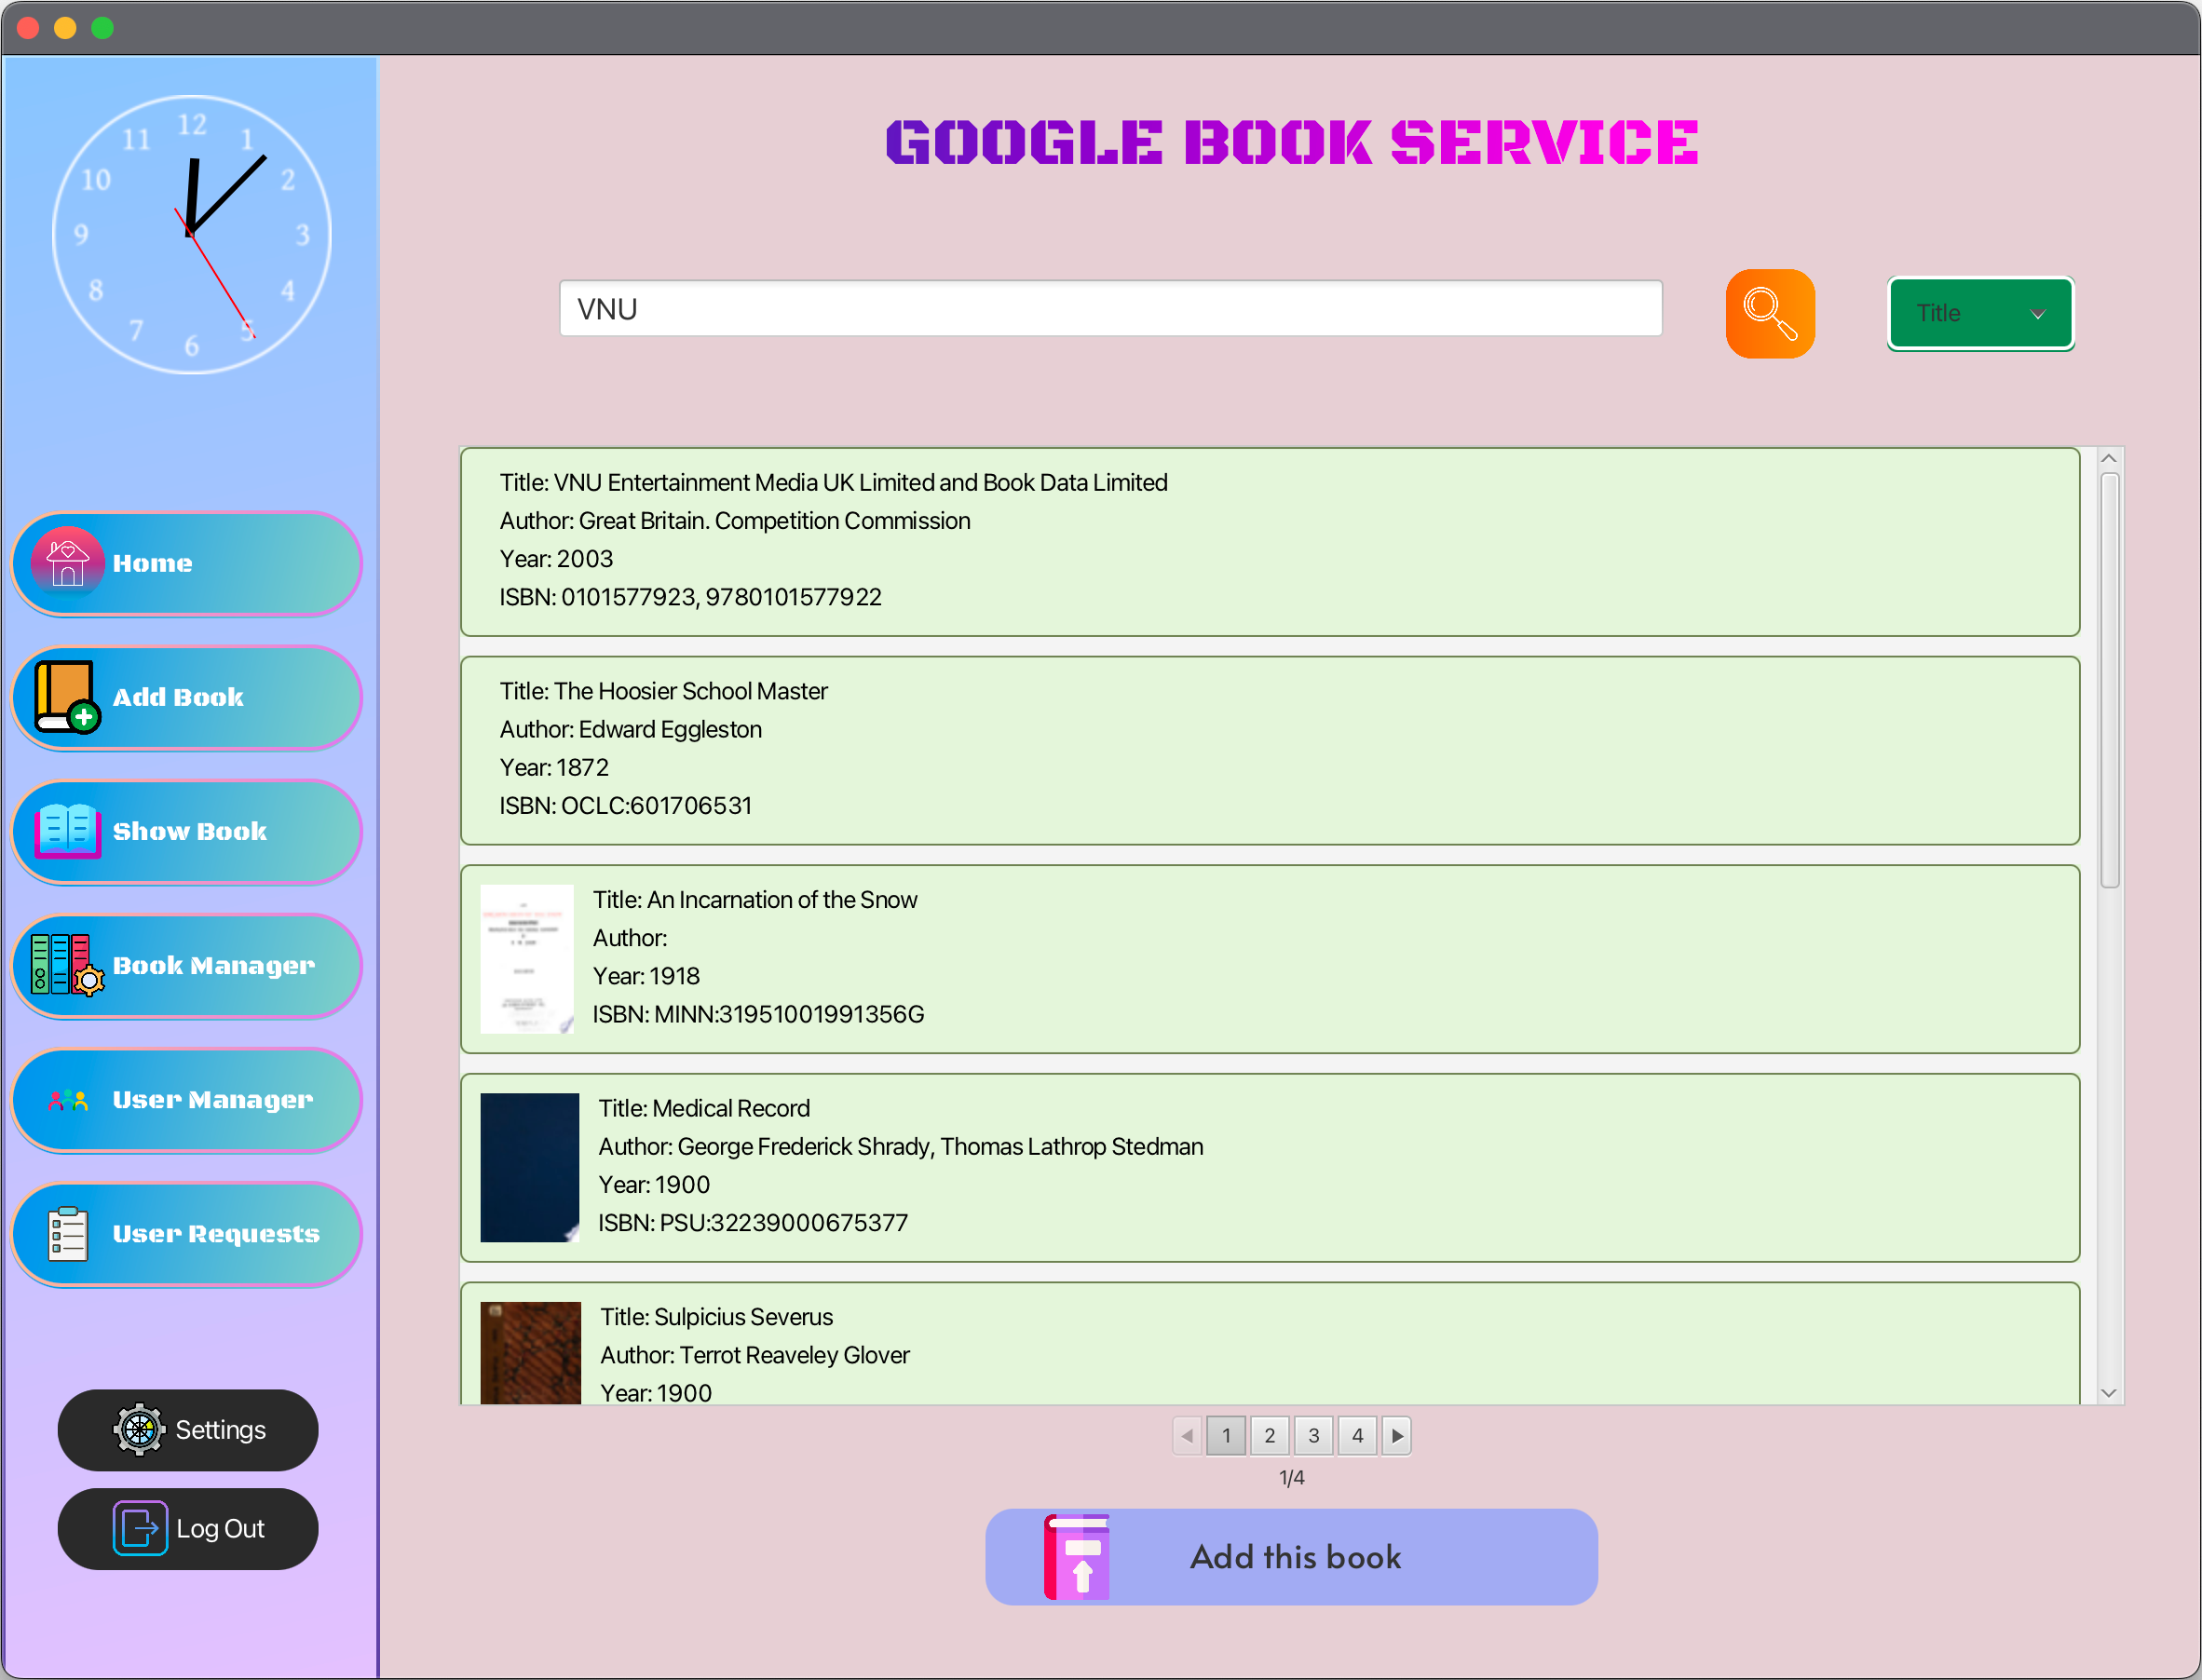 12
11
1
10
2
9
3
8
4
7
5
6
Home
Add Book
Show Book
Book Manager
User Manager
User Requests
Settings
Log Out
GOOGLE BOOK SERVICE
VNU
Title
Title: VNU Entertainment Media UK Limited and Book Data Limited
Author: Great Britain. Competition Commission
Year: 2003
ISBN: 0101577923, 9780101577922
Title: The Hoosier School Master
Author: Edward Eggleston
Year: 1872
ISBN: OCLC:601706531
Title: An Incarnation of the Snow
Author:
Year: 1918
ISBN: MINN:31951001991356G
Title: Medical Record
Author: George Frederick Shrady, Thomas Lathrop Stedman
Year: 1900
ISBN: PSU:32239000675377
Title: Sulpicius Severus
Author: Terrot Reaveley Glover
Year: 1900
1 2 3 4
1/4
Add this book